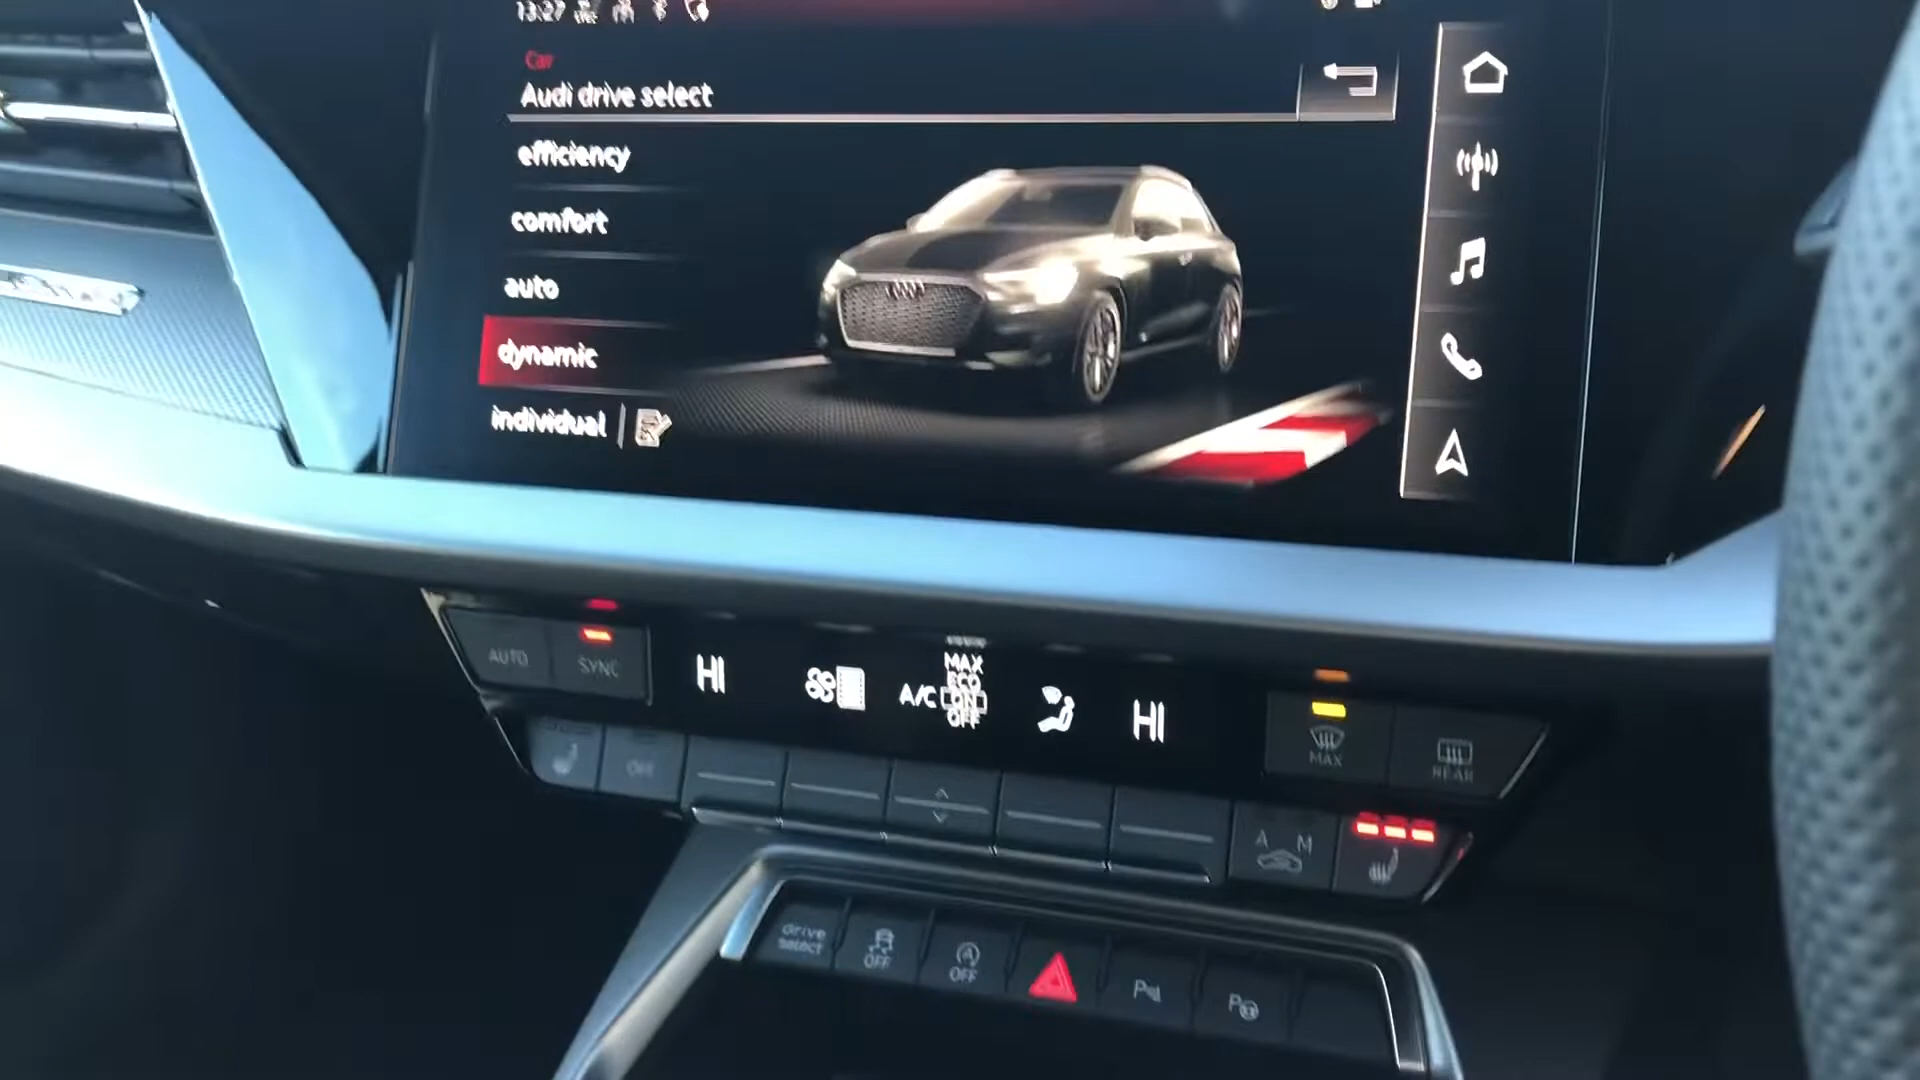 13:27
Car
Audi drive select
efficiency
comfort
auto
dynamic
individual
AUTO
SYNC
HI
A/C
MAX
ECO
ON
OFF
HI
MAX
REAR
OFF
A M
drive
select
OFF
OFF
P
P